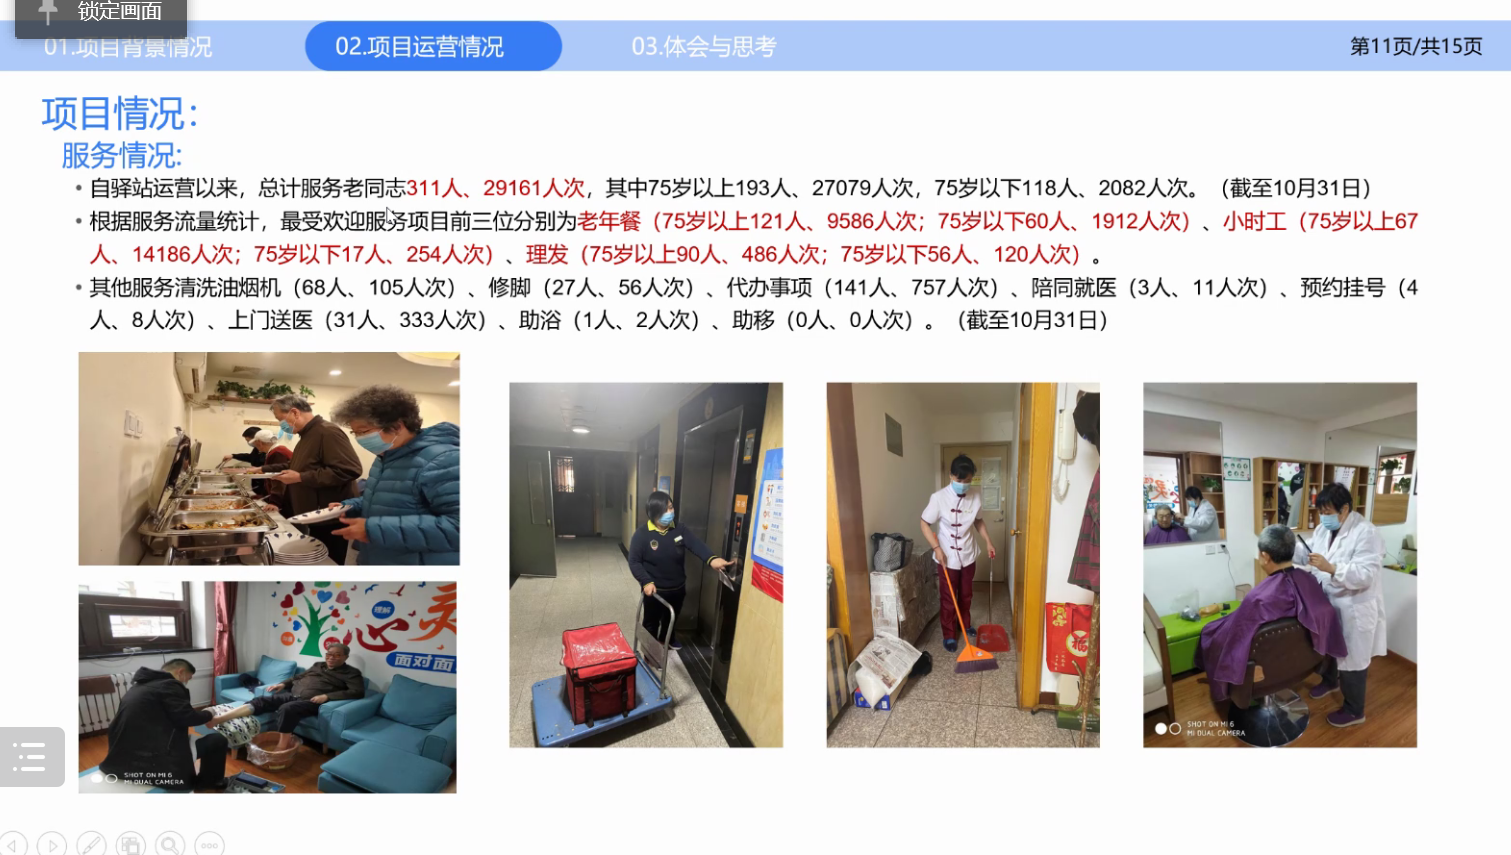 锁定画面
01.项目背景情况
02.项目运营情况
03.体会与思考
第11页/共15页
项目情况：
服务情况:
• 自驿站运营以来，总计服务老同志311人、29161人次，其中75岁以上193人、27079人次，75岁以下118人、2082人次。（截至10月31日）
• 根据服务流量统计，最受欢迎服务项目前三位分别为老年餐（75岁以上121人、9586人次；75岁以下60人、1912人次）、小时工（75岁以上67
人、14186人次；75岁以下17人、254人次）、理发（75岁以上90人、486人次；75岁以下56人、120人次）。
• 其他服务清洗油烟机（68人、105人次）、修脚（27人、56人次）、代办事项（141人、757人次）、陪同就医（3人、11人次）、预约挂号（4
人、8人次）、上门送医（31人、333人次）、助浴（1人、2人次）、助移（0人、0人次）。（截至10月31日）
理解
心 灵
面对面
SHOT ON MI 6
MI DUAL CAMERA
福
SHOT ON MI 6
MI DUAL CAMERA